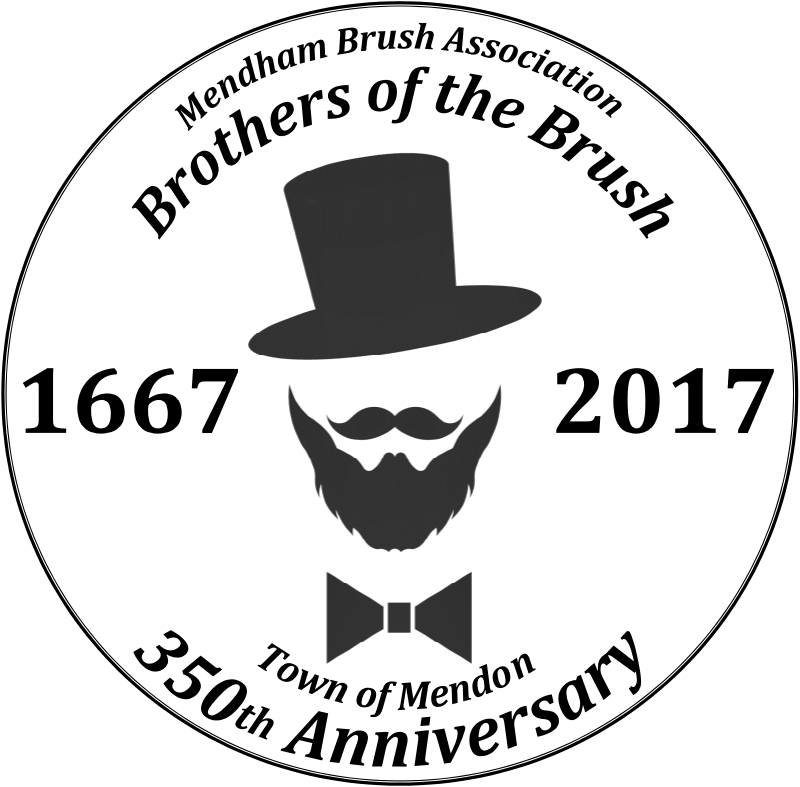 Mendham Brush Association
Brothers of the Brush
1667
2017
Town of Mendon
350th Anniversary